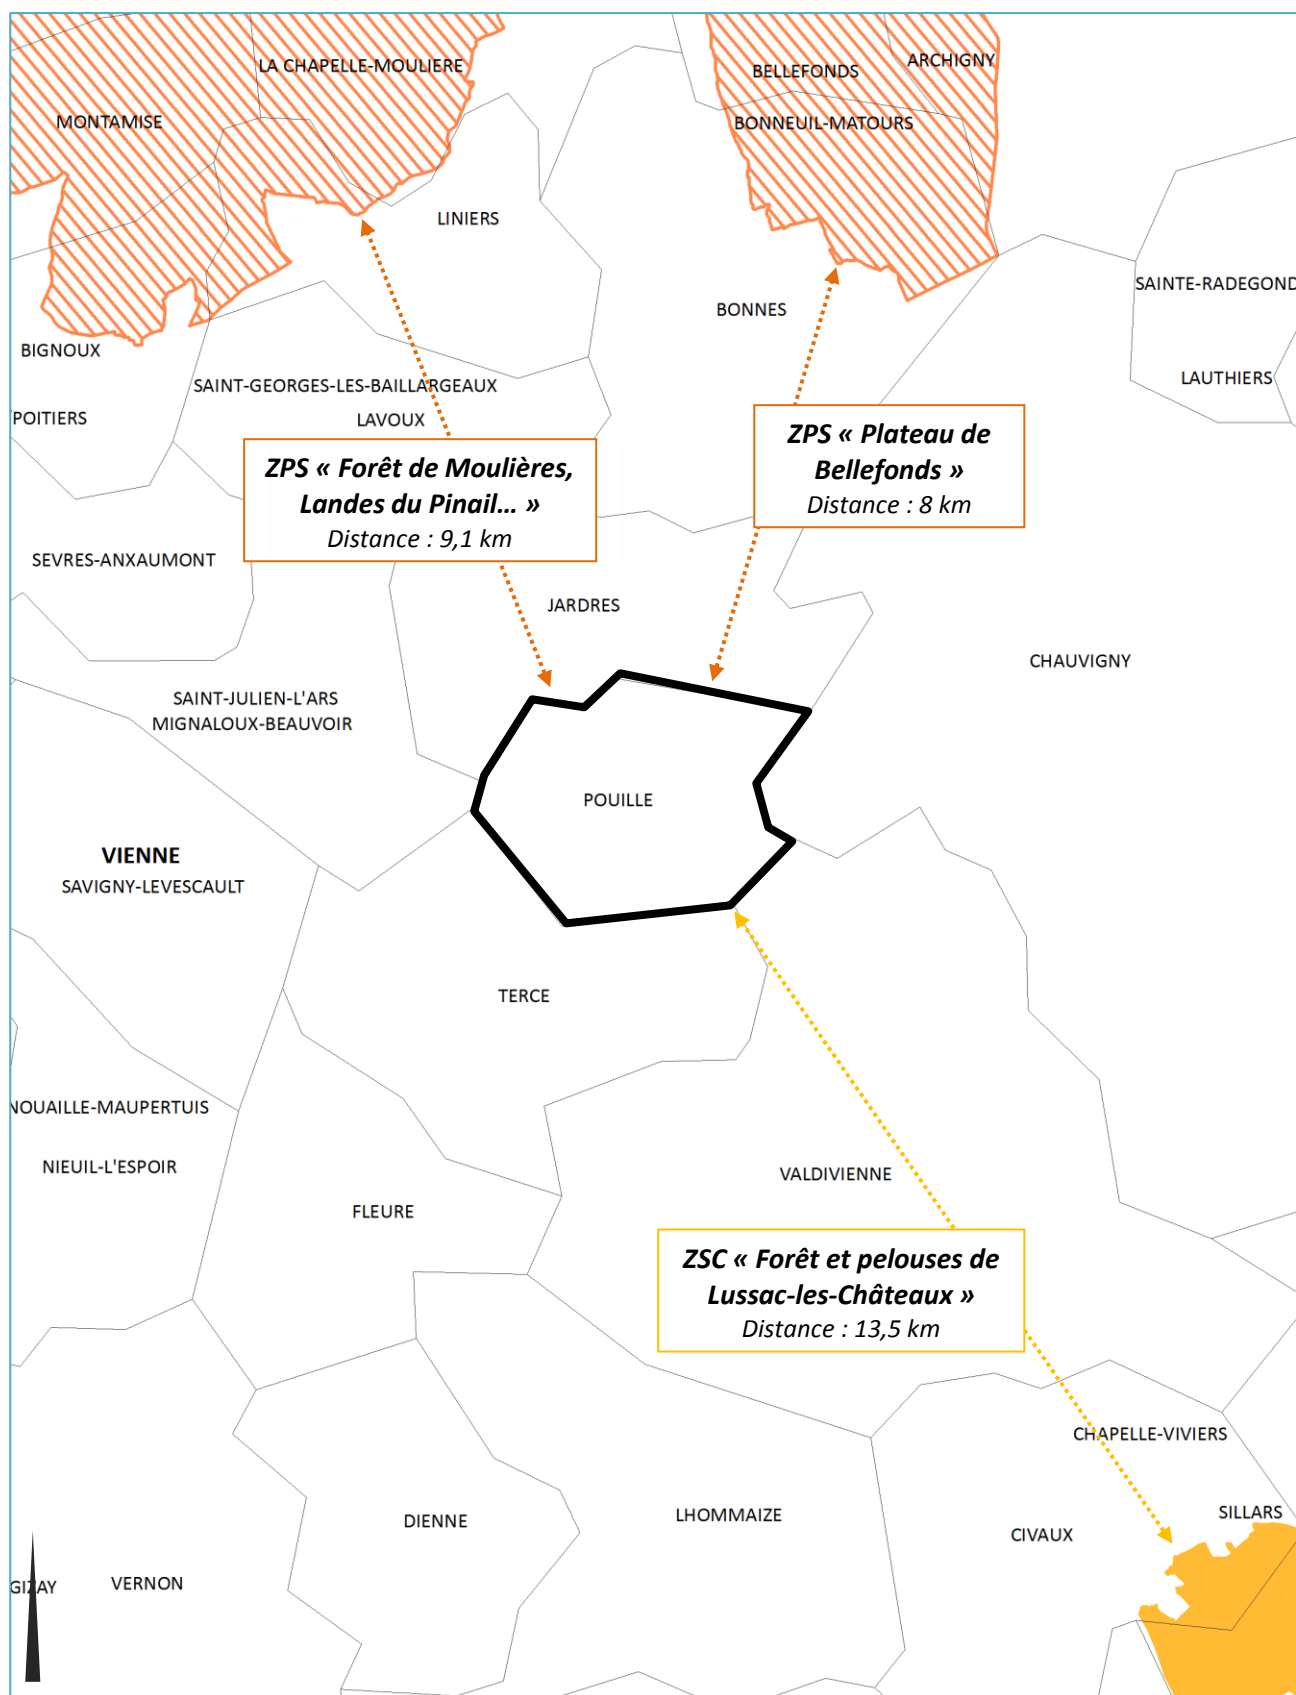 LA CHAPELLE-MOULIERE
BELLEFONDS
ARCHIGNY
MONTAMISE
BONNEUIL-MATOURS
LINIERS
SAINTE-RADEGOND
BONNES
BIGNOUX
SAINT-GEORGES-LES-BAILLARGEAUX
LAUTHIERS
POITIERS
LAVOUX
ZPS « Forêt de Moulières,
Landes du Pinail... »
Distance : 9,1 km
ZPS « Plateau de
Bellefonds »
Distance : 8 km
SEVRES-ANXAUMONT
JARDRES
CHAUVIGNY
SAINT-JULIEN-L'ARS
MIGNALOUX-BEAUVOIR
POUILLE
VIENNE
SAVIGNY-LEVESCAULT
TERCE
NOUAILLE-MAUPERTUIS
NIEUIL-L'ESPOIR
VALDIVIENNE
FLEURE
ZSC « Forêt et pelouses de
Lussac-les-Châteaux »
Distance : 13,5 km
CHAPELLE-VIVIERS
SILLARS
LHOMMAIZE
DIENNE
CIVAUX
GIZAY
VERNON